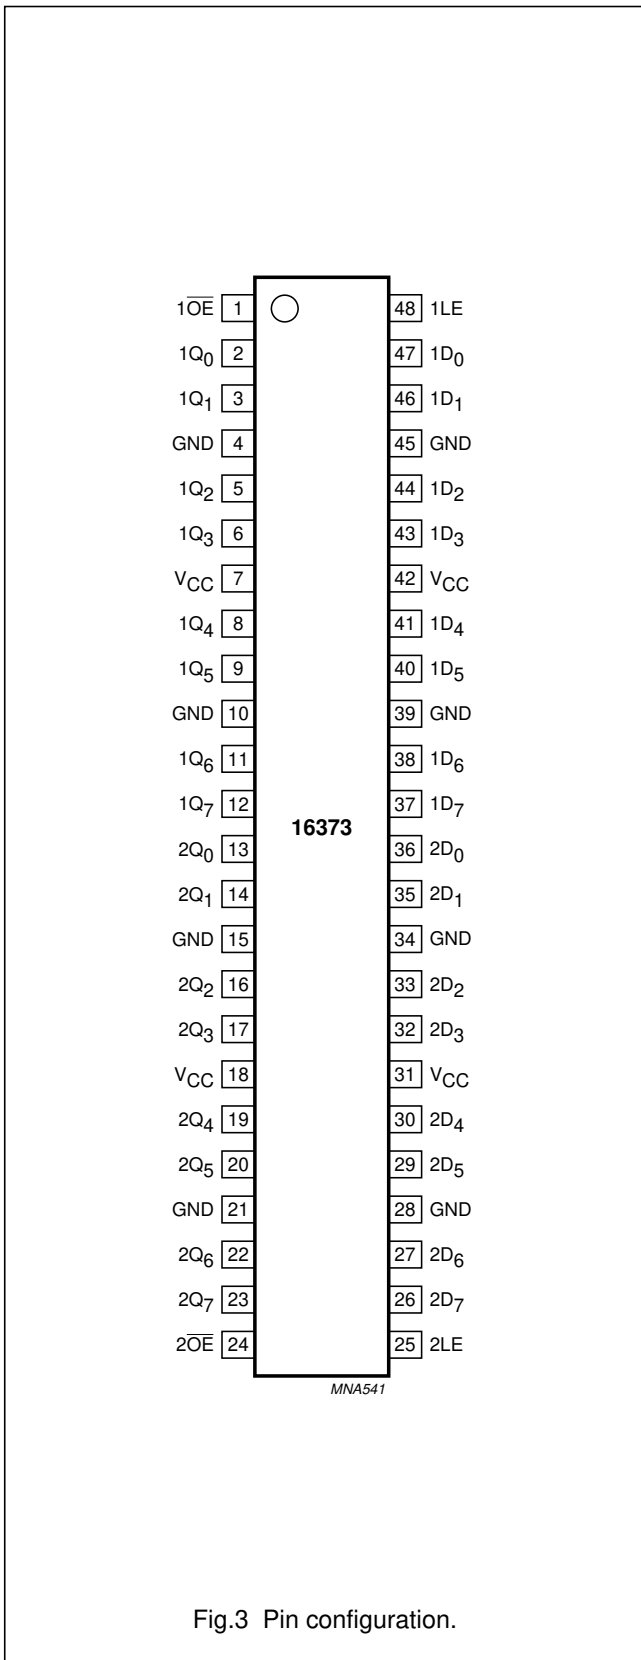 1O̅E̅ 1 48 1LE
1Q0 2 47 1D0
1Q1 3 46 1D1
GND 4 45 GND
1Q2 5 44 1D2
1Q3 6 43 1D3
VCC 7 42 VCC
1Q4 8 41 1D4
1Q5 9 40 1D5
GND 10 39 GND
1Q6 11 38 1D6
1Q7 12 37 1D7
16373
2Q0 13 36 2D0
2Q1 14 35 2D1
GND 15 34 GND
2Q2 16 33 2D2
2Q3 17 32 2D3
VCC 18 31 VCC
2Q4 19 30 2D4
2Q5 20 29 2D5
GND 21 28 GND
2Q6 22 27 2D6
2Q7 23 26 2D7
2O̅E̅ 24 25 2LE
MNA541
Fig.3 Pin configuration.